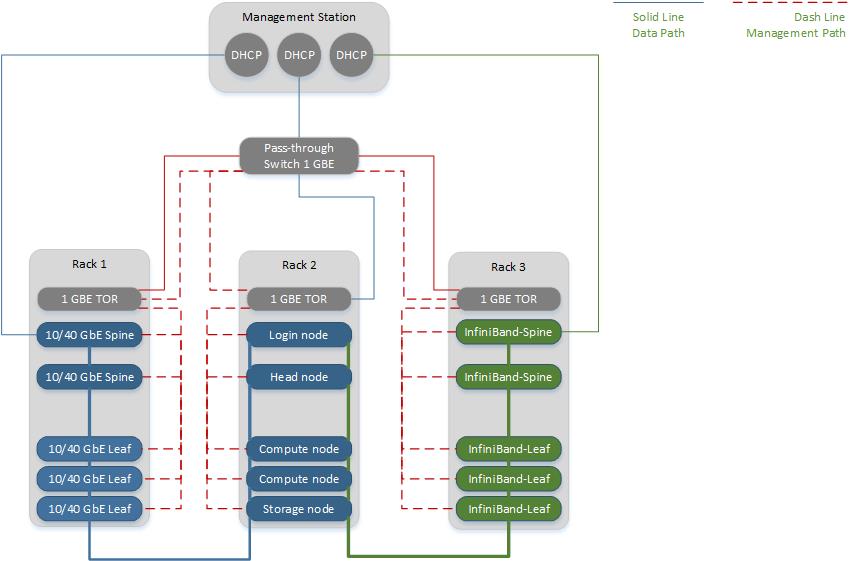 Management Station
DHCP DHCP DHCP
Solid Line
Data Path
Dash Line
Management Path
Pass-through
Switch 1 GBE
Rack 1
1 GBE TOR
10/40 GbE Spine
10/40 GbE Spine
10/40 GbE Leaf
10/40 GbE Leaf
10/40 GbE Leaf
Rack 2
1 GBE TOR
Login node
Head node
Compute node
Compute node
Storage node
Rack 3
1 GBE TOR
InfiniBand-Spine
InfiniBand-Spine
InfiniBand-Leaf
InfiniBand-Leaf
InfiniBand-Leaf